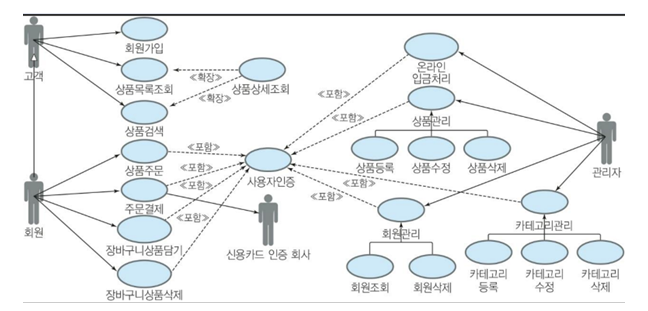 회원가입
고객
상품목록조회
≪확장≫
상품상세조회
≪확장≫
상품검색
온라인
입금처리
≪포함≫
≪포함≫
상품관리
상품등록
상품수정
상품삭제
관리자
상품주문
≪포함≫
≪포함≫
≪포함≫
≪포함≫
사용자인증
≪포함≫
≪포함≫
회원
주문결제
장바구니상품담기
장바구니상품삭제
신용카드 인증 회사
회원관리
회원조회
회원삭제
카테고리관리
카테고리
등록
카테고리
수정
카테고리
삭제